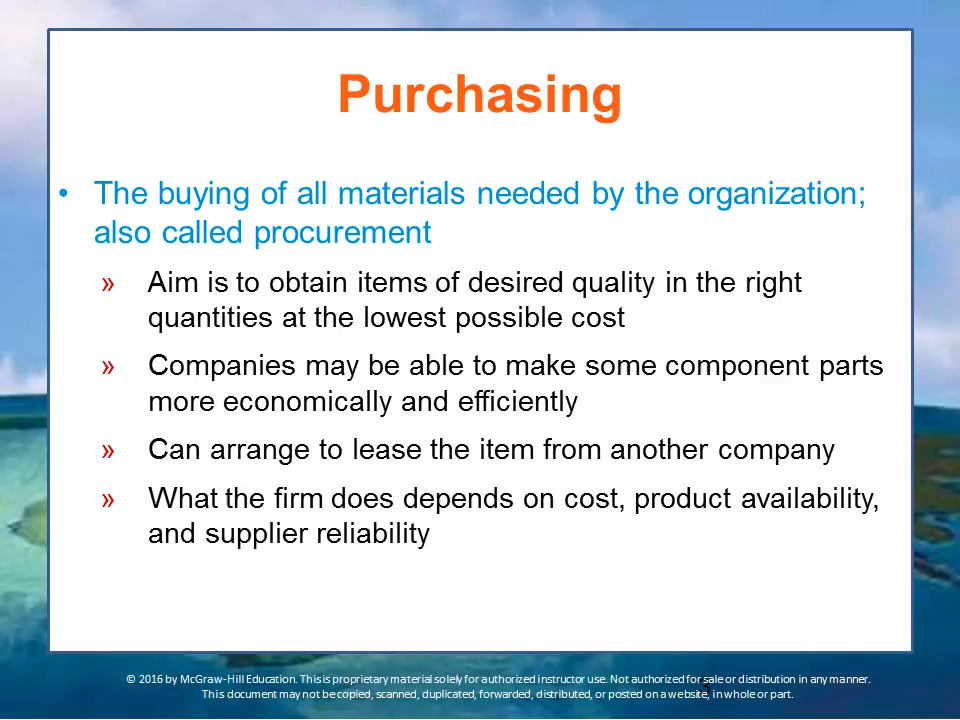 Purchasing
• The buying of all materials needed by the organization;
also called procurement
» Aim is to obtain items of desired quality in the right
quantities at the lowest possible cost
» Companies may be able to make some component parts
more economically and efficiently
» Can arrange to lease the item from another company
» What the firm does depends on cost, product availability,
and supplier reliability
© 2016 by McGraw-Hill Education. This is proprietary material solely for authorized instructor use. Not authorized for sale or distribution in any manner.
This document may not be copied, scanned, duplicated, forwarded, distributed, or posted on a website, in whole or part.